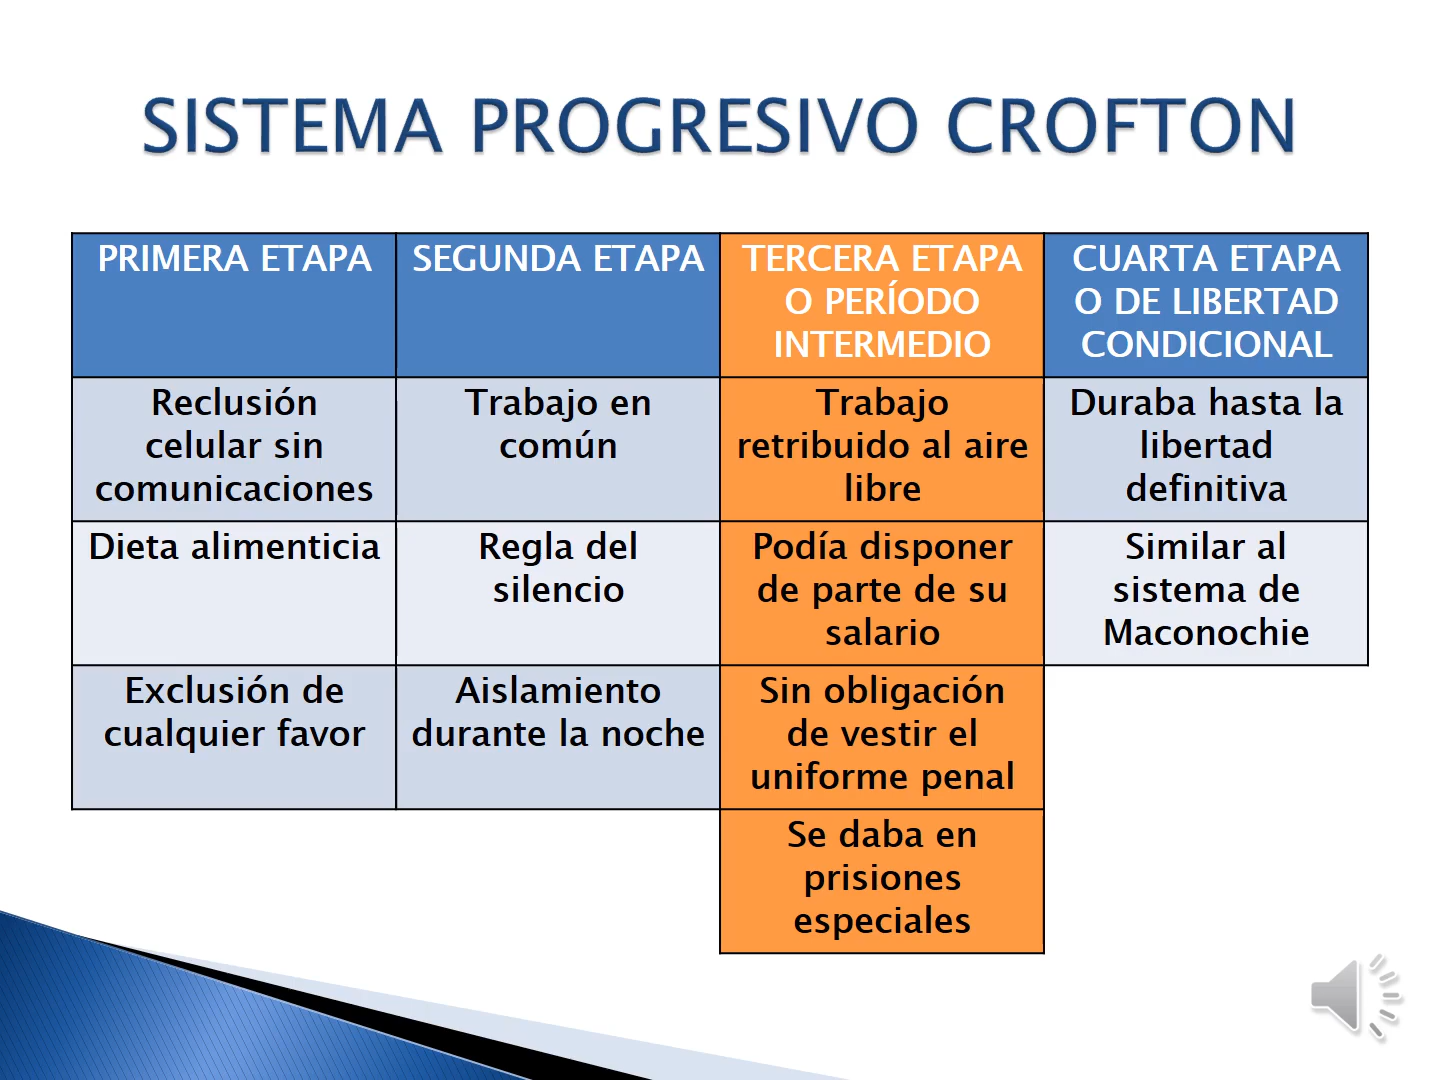 SISTEMA PROGRESIVO CROFTON
PRIMERA ETAPA
SEGUNDA ETAPA
TERCERA ETAPA
O PERÍODO
INTERMEDIO
CUARTA ETAPA
O DE LIBERTAD
CONDICIONAL
Reclusión
celular sin
comunicaciones
Trabajo en
común
Trabajo
retribuido al aire
libre
Duraba hasta la
libertad
definitiva
Dieta alimenticia
Regla del
silencio
Podía disponer
de parte de su
salario
Similar al
sistema de
Maconochie
Exclusión de
cualquier favor
Aislamiento
durante la noche
Sin obligación
de vestir el
uniforme penal
Se daba en
prisiones
especiales